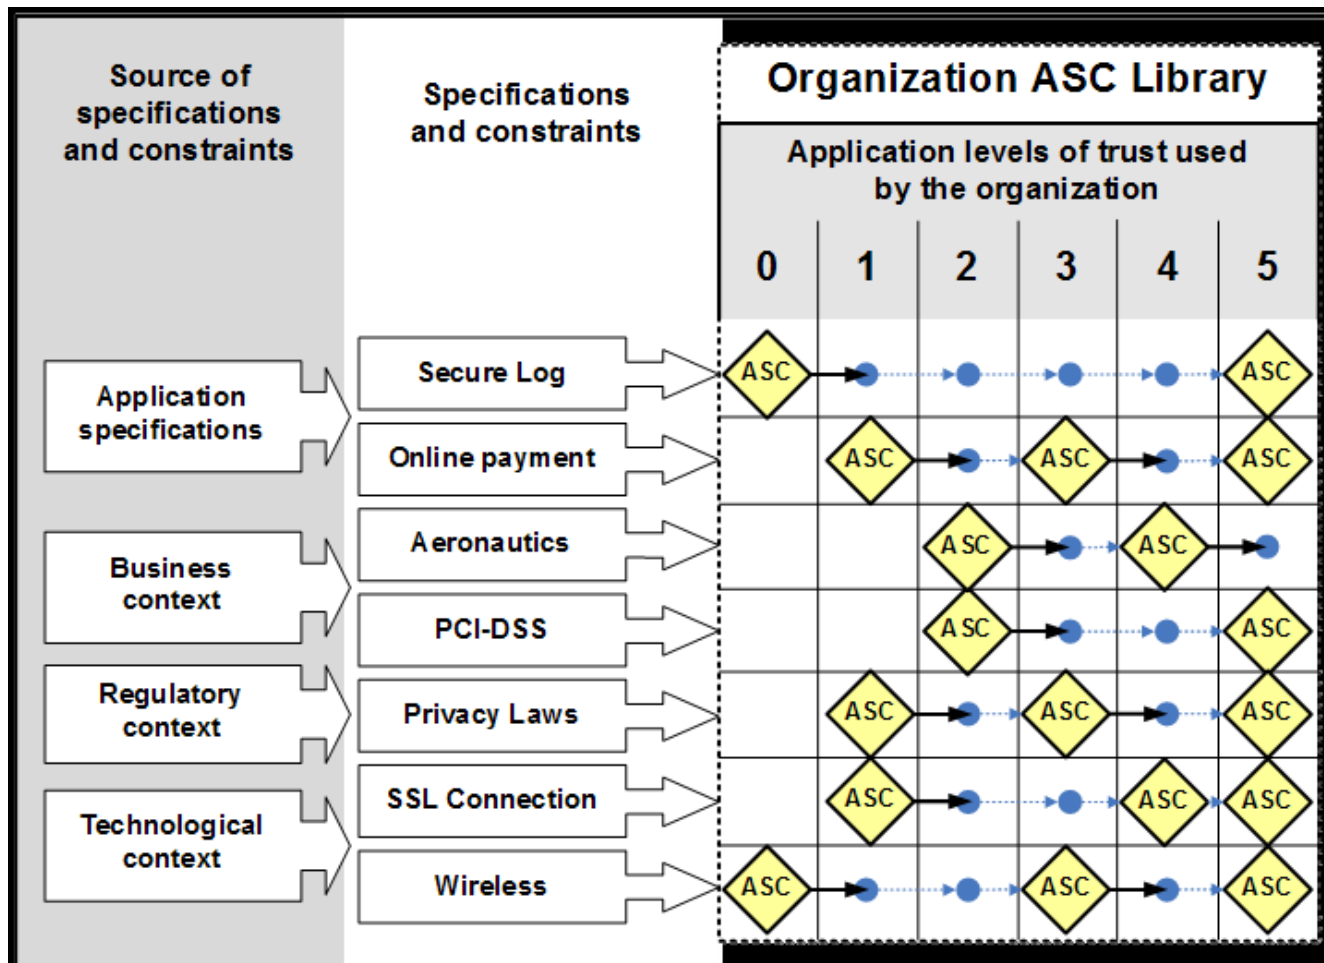 Source of
specifications
and constraints
Specifications
and constraints
Organization ASC Library
Application levels of trust used
by the organization
0 1 2 3 4 5
Application
specifications
Secure Log
ASC ASC
Online payment
ASC ASC ASC
Business
context
Aeronautics
ASC ASC
PCI-DSS
ASC ASC
Regulatory
context
Privacy Laws
ASC ASC ASC
Technological
context
SSL Connection
ASC ASC ASC
Wireless
ASC ASC ASC